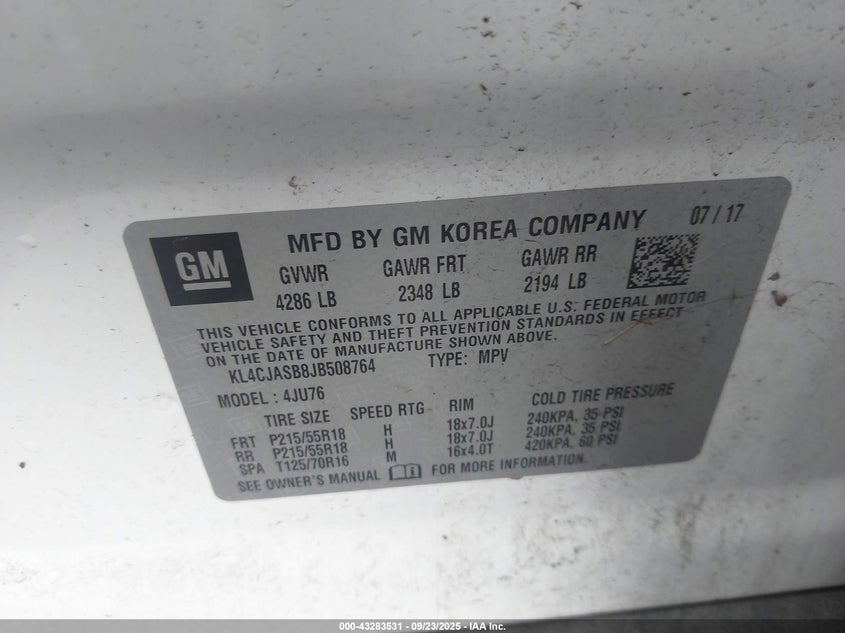 GM
MFD BY GM KOREA COMPANY 07 / 17
GVWR GAWR FRT GAWR RR
4286 LB 2348 LB 2194 LB
THIS VEHICLE CONFORMS TO ALL APPLICABLE U.S. FEDERAL MOTOR
VEHICLE SAFETY AND THEFT PREVENTION STANDARDS IN EFFECT
ON THE DATE OF MANUFACTURE SHOWN ABOVE.
KL4CJASB8JB508764 TYPE: MPV
MODEL : 4JU76
TIRE SIZE SPEED RTG RIM COLD TIRE PRESSURE
FRT P215/55R18 H 18x7.0J 240KPA, 35 PSI
RR P215/55R18 H 18x7.0J 240KPA, 35 PSI
SPA T125/70R16 M 16x4.0T 420KPA, 60 PSI
SEE OWNER'S MANUAL FOR MORE INFORMATION.
000-43283531 - 09/23/2025 - IAA Inc.